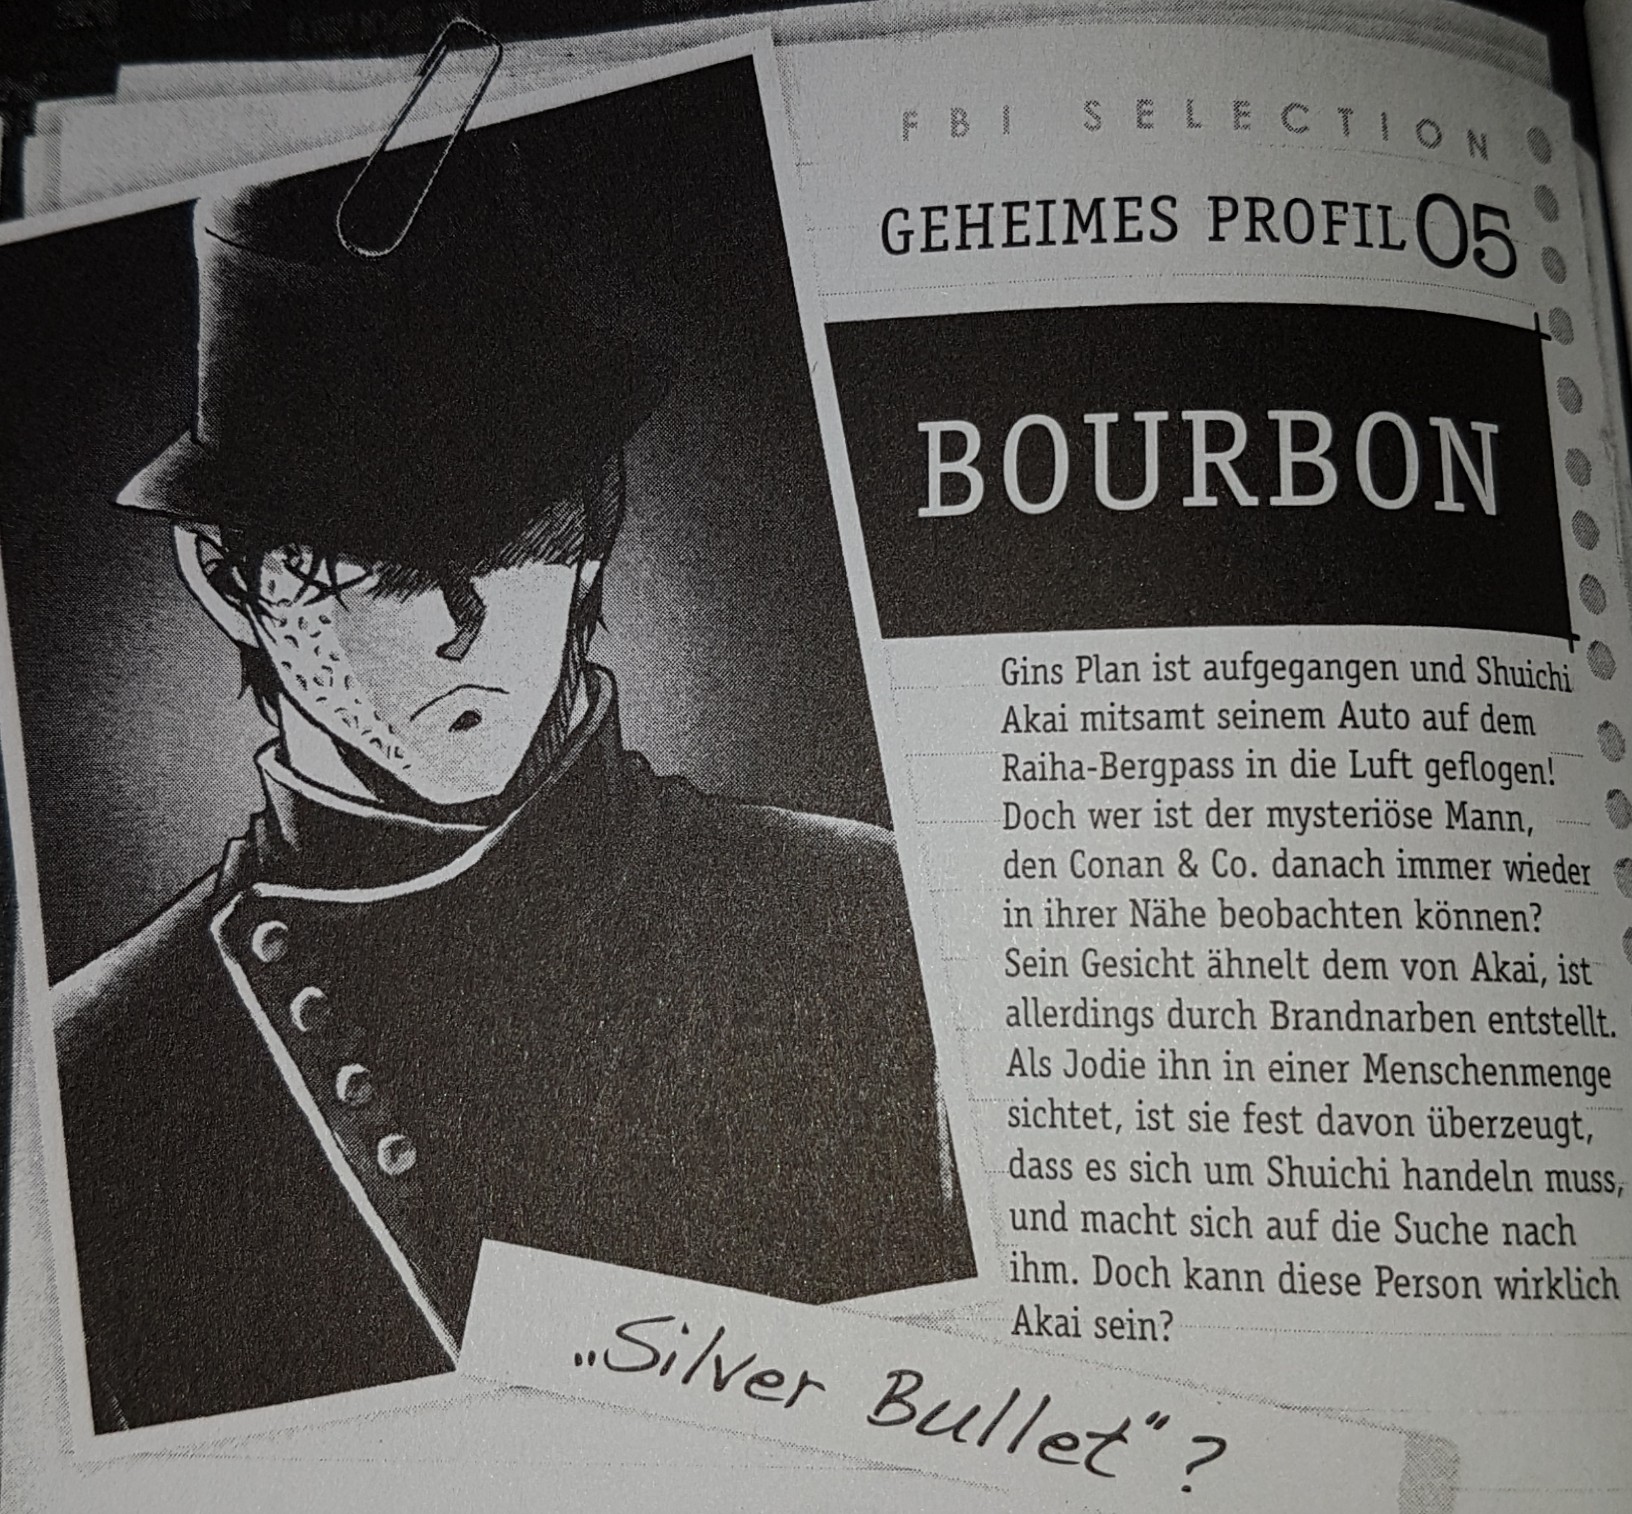 FBI SELECTION
GEHEIMES PROFIL 05
BOURBON
Gins Plan ist aufgegangen und Shuichi
Akai mitsamt seinem Auto auf dem
Raiha-Bergpass in die Luft geflogen!
Doch wer ist der mysteriöse Mann,
den Conan & Co. danach immer wieder
in ihrer Nähe beobachten können?
Sein Gesicht ähnelt dem von Akai, ist
allerdings durch Brandnarben entstellt.
Als Jodie ihn in einer Menschenmenge
sichtet, ist sie fest davon überzeugt,
dass es sich um Shuichi handeln muss,
und macht sich auf die Suche nach
ihm. Doch kann diese Person wirklich
Akai sein?
„Silver Bullet“?